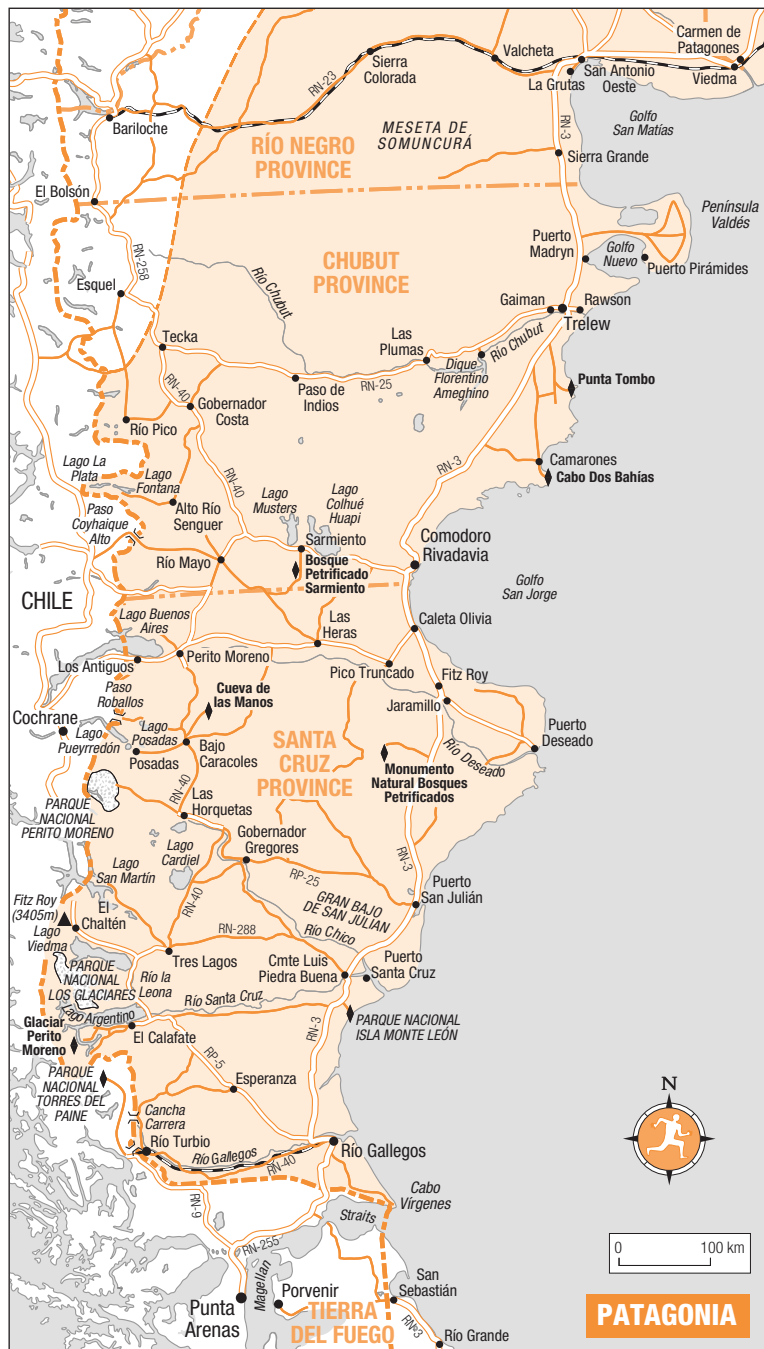 Carmen de
Patagones
Valcheta
Sierra
Colorada
San Antonio
Oeste
Viedma
La Grutas
RN-23
Bariloche
MESETA DE
SOMUNCURÁ
RN-3
Golfo
San Matías
RÍO NEGRO
PROVINCE
Sierra Grande
El Bolsón
Península
Valdés
CHUBUT
PROVINCE
Puerto
Madryn
Golfo
Nuevo
Puerto Pirámides
RN-258
Río Chubut
Esquel
Gaiman
Rawson
Trelew
Tecka
Las
Plumas
Río Chubut
Dique
Florentino
Ameghino
RN-25
Paso de
Indios
Punta Tombo
RN-40
Gobernador
Costa
Río Pico
RN-3
Camarones
Cabo Dos Bahías
Lago La
Plata
Lago
Fontana
RN-40
Lago
Musters
Lago
Colhué
Huapi
Alto Río
Senguer
Paso
Coyhaique
Alto
Sarmiento
Comodoro
Rivadavia
Río Mayo
Bosque
Petrificado
Sarmiento
Golfo
San Jorge
CHILE
Lago Buenos
Aires
Las
Heras
Caleta Olivia
Los Antiguos
Perito Moreno
Pico Truncado
Fitz Roy
Paso
Roballos
Cueva de
las Manos
Jaramillo
Cochrane
Lago
Pueyrredón
Lago
Posadas
Posadas
Bajo
Caracoles
SANTA
CRUZ
PROVINCE
Río Deseado
Puerto
Deseado
Monumento
Natural Bosques
Petrificados
RN-40
Las
Horquetas
PARQUE
NACIONAL
PERITO MORENO
Lago
Cardiel
Gobernador
Gregores
RN-3
Lago
San Martín
RP-25
Puerto
San Julián
RN-40
GRAN BAJO
DE SAN JULIAN
Fitz Roy
(3405m)
El
Chaltén
Lago
Viedma
RN-288
Río Chico
Tres Lagos
Cmte Luis
Piedra Buena
Puerto
Santa Cruz
PARQUE
NACIONAL
LOS GLACIARES
Río la
Leona
Río Santa Cruz
Lago Argentino
El Calafate
Glaciar
Perito
Moreno
RN-3
PARQUE NACIONAL
ISLA MONTE LEÓN
RP-5
PARQUE
NACIONAL
TORRES DEL
PAINE
Esperanza
Cancha
Carrera
Río Turbio
Río Gallegos
RN-40
Río Gallegos
N
Cabo
Vírgenes
RN-9
Straits
RN-255
Magellan
0 100 km
Punta
Arenas
Porvenir
San
Sebastián
TIERRA
DEL FUEGO
RN-3
Río Grande
PATAGONIA